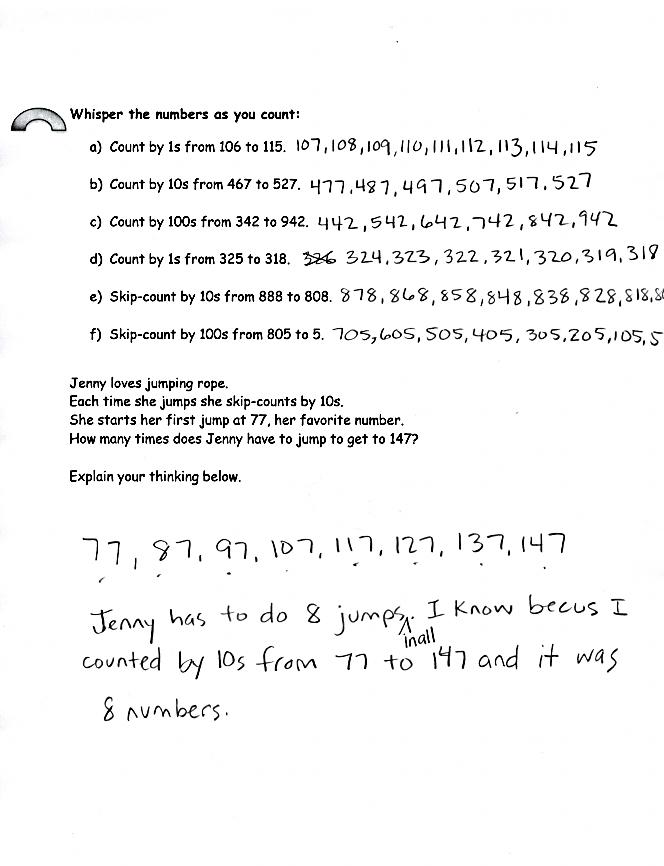 Whisper the numbers as you count:
a) Count by 1s from 106 to 115. 107,108,109,110,111,112,113,114,115
b) Count by 10s from 467 to 527. 477,487,497,507,517,527
c) Count by 100s from 342 to 942. 442,542,642,742,842,942
d) Count by 1s from 325 to 318. 326 324,323,322,321,320,319,318
e) Skip-count by 10s from 888 to 808. 878,868,858,848,838,828,818,80
f) Skip-count by 100s from 805 to 5. 705,605,505,405,305,205,105,5
Jenny loves jumping rope.
Each time she jumps she skip-counts by 10s.
She starts her first jump at 77, her favorite number.
How many times does Jenny have to jump to get to 147?
Explain your thinking below.
77, 87, 97, 107, 117, 127, 137, 147
Jenny has to do 8 jumps inall. I know becus I
counted by 10s from 77 to 147 and it was
8 numbers.